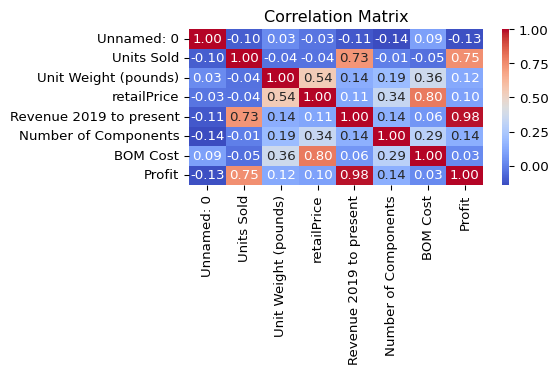 Correlation Matrix
Unnamed: 0 1.00 -0.10 0.03 -0.03 -0.11 -0.14 0.09 -0.13
Units Sold -0.10 1.00 -0.04 -0.04 0.73 -0.01 -0.05 0.75
Unit Weight (pounds) 0.03 -0.04 1.00 0.54 0.14 0.19 0.36 0.12
retailPrice -0.03 -0.04 0.54 1.00 0.11 0.34 0.80 0.10
Revenue 2019 to present -0.11 0.73 0.14 0.11 1.00 0.14 0.06 0.98
Number of Components -0.14 -0.01 0.19 0.34 0.14 1.00 0.29 0.14
BOM Cost 0.09 -0.05 0.36 0.80 0.06 0.29 1.00 0.03
Profit -0.13 0.75 0.12 0.10 0.98 0.14 0.03 1.00
Unnamed: 0
Units Sold
Unit Weight (pounds)
retailPrice
Revenue 2019 to present
Number of Components
BOM Cost
Profit
1.00
0.75
0.50
0.25
0.00